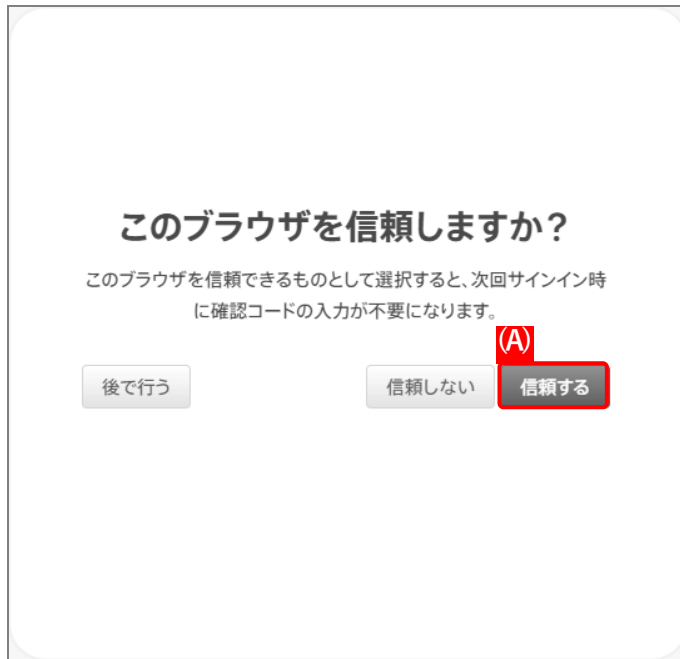 このブラウザを信頼しますか?
このブラウザを信頼できるものとして選択すると、次回サインイン時
に確認コードの入力が不要になります。
(A)
後で行う
信頼しない
信頼する